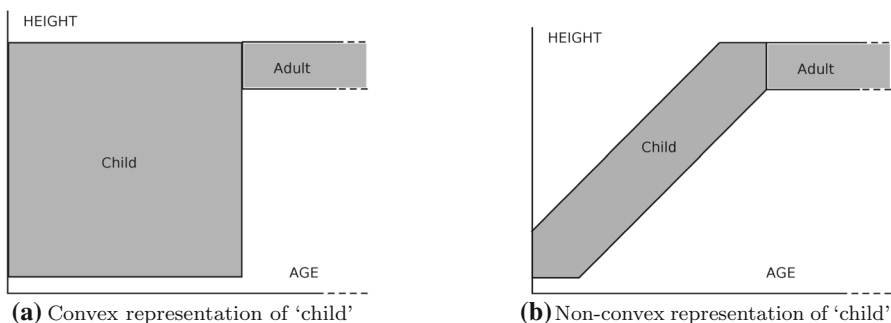 HEIGHT
Adult
Child
AGE
(a) Convex representation of ‘child’
HEIGHT
Adult
Child
AGE
(b) Non-convex representation of ‘child’